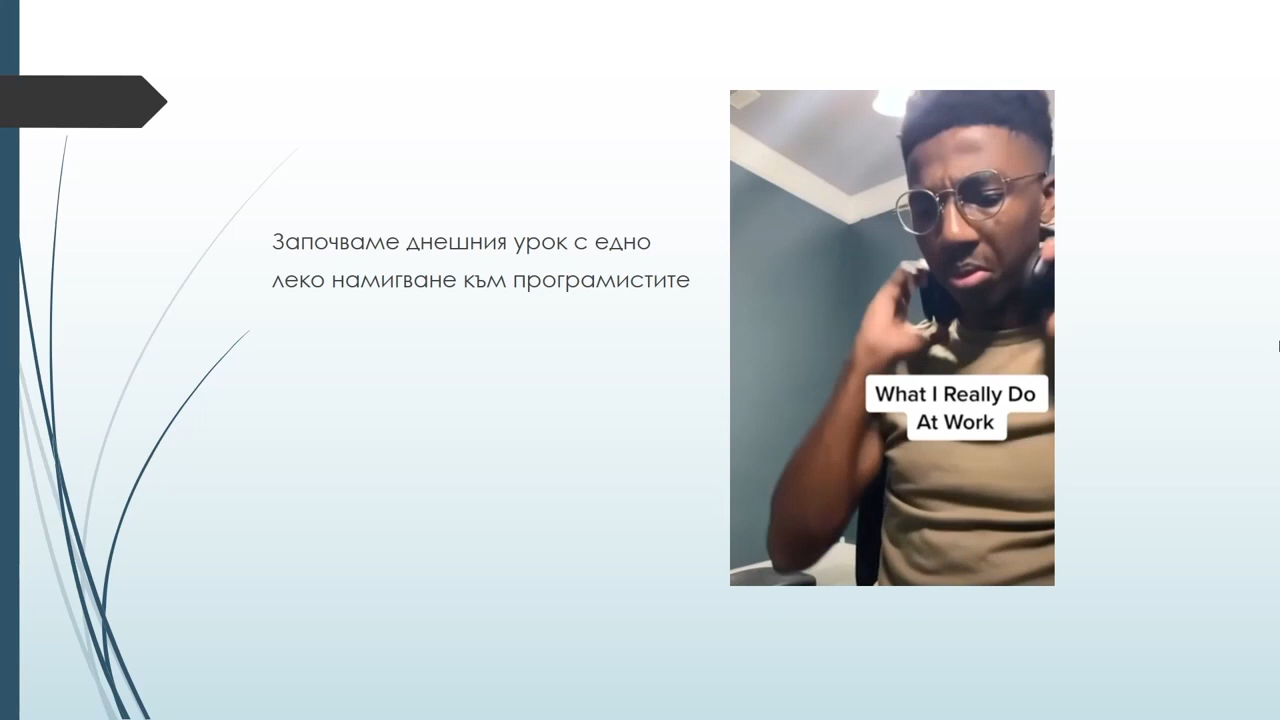 Започваме днешния урок с едно
леко намигване към програмистите
What I Really Do
At Work